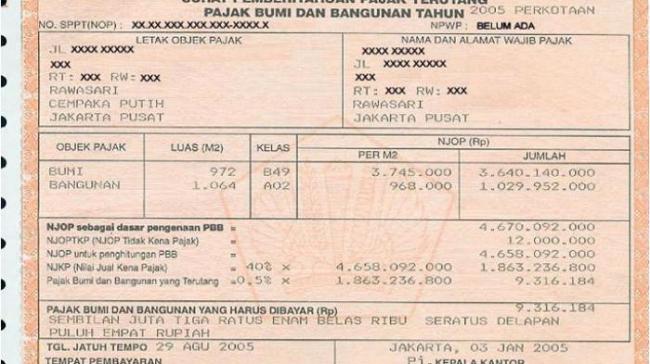 SURAT PEMBERITAHUAN PAJAK TERUTANG
PAJAK BUMI DAN BANGUNAN TAHUN 2005 PERKOTAAN
NO. SPPT(NOP) : XX.XX.XXX.XXX.XXX-XXXX.X NPWP : BELUM ADA
LETAK OBJEK PAJAK NAMA DAN ALAMAT WAJIB PAJAK
JL XXXX XXXXX XXXX XXXXX
XXX JL XXXX XXXXX
RT: XXX RW: XXX XXX
RAWASARI RT: XXX RW: XXX
CEMPAKA PUTIH RAWASARI
JAKARTA PUSAT JAKARTA PUSAT
OBJEK PAJAK LUAS (M2) KELAS NJOP (Rp)
PER M2 JUMLAH
BUMI 972 B49 3.745.000 3.640.140.000
BANGUNAN 1.064 A02 968.000 1.029.952.000
NJOP sebagai dasar pengenaan PBB = 4.670.092.000
NJOPTKP (NJOP Tidak Kena Pajak) = 12.000.000
NJOP untuk penghitungan PBB = 4.658.092.000
NJKP (Nilai Jual Kena Pajak) = 40% x 4.658.092.000 1.863.236.800
Pajak Bumi dan Bangunan yang Terutang =0.5% x 1.863.236.800 9.316.184
PAJAK BUMI DAN BANGUNAN YANG HARUS DIBAYAR (Rp) 9.316.184
SEMBILAN JUTA TIGA RATUS ENAM BELAS RIBU SERATUS DELAPAN
PULUH EMPAT RUPIAH
TGL. JATUH TEMPO 29 AGU 2005 JAKARTA, 03 JAN 2005
TEMPAT PEMBAYARAN Pj. KEPALA KANTOR